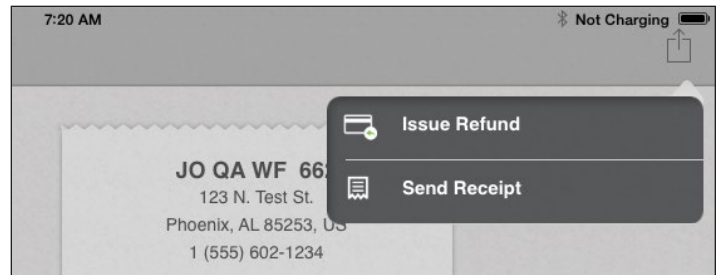 7:20 AM Not Charging
Issue Refund
JO QA WF 66
Send Receipt
123 N. Test St.
Phoenix, AL 85253, US
1 (555) 602-1234